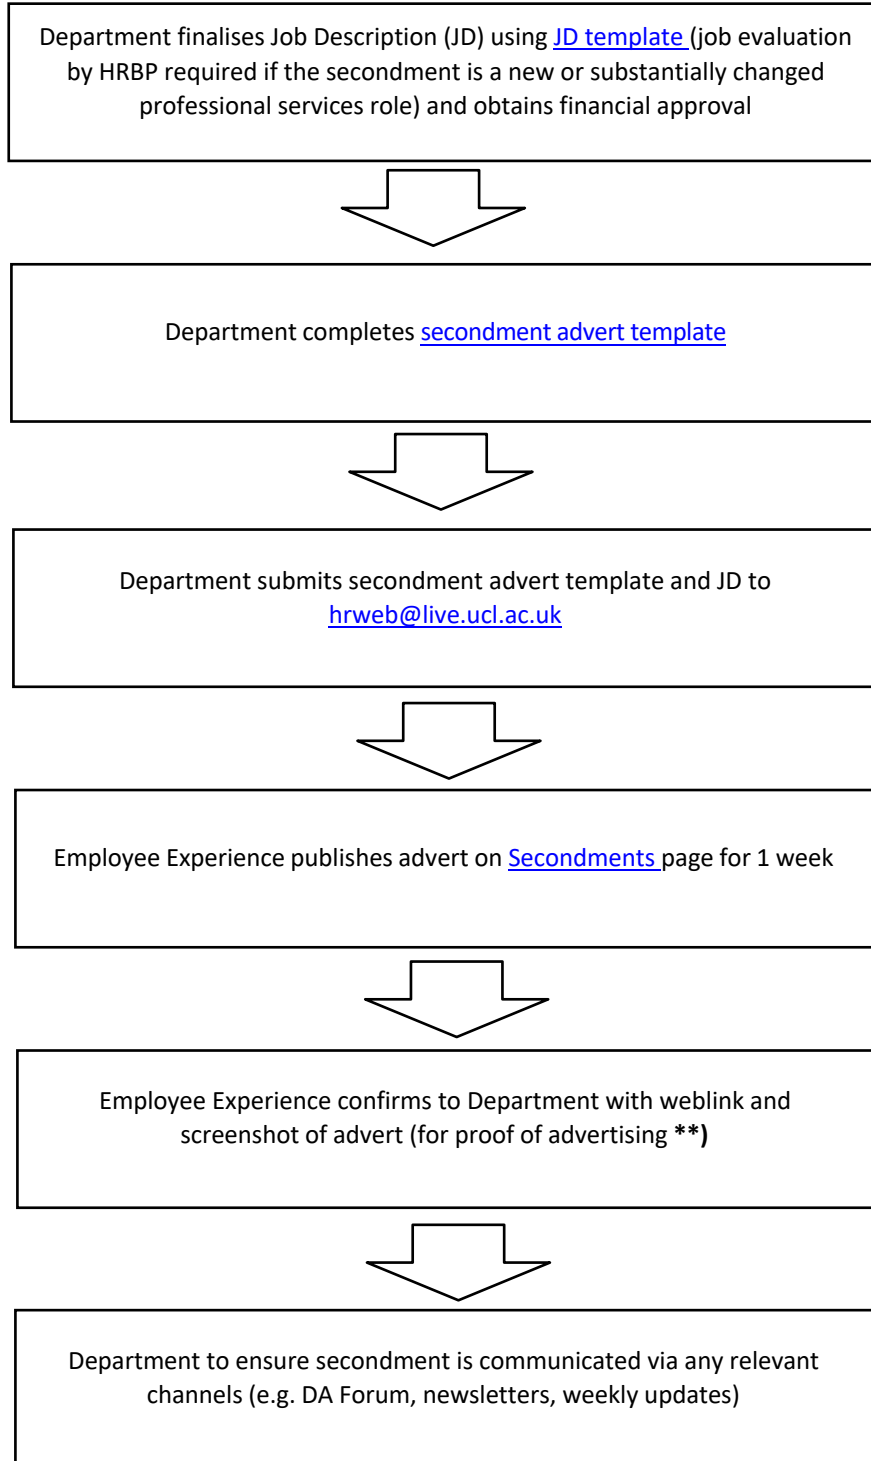 Department finalises Job Description (JD) using JD template (job evaluation
by HRBP required if the secondment is a new or substantially changed
professional services role) and obtains financial approval
Department completes secondment advert template
Department submits secondment advert template and JD to
hrweb@live.ucl.ac.uk
Employee Experience publishes advert on Secondments page for 1 week
Employee Experience confirms to Department with weblink and
screenshot of advert (for proof of advertising **)
Department to ensure secondment is communicated via any relevant
channels (e.g. DA Forum, newsletters, weekly updates)